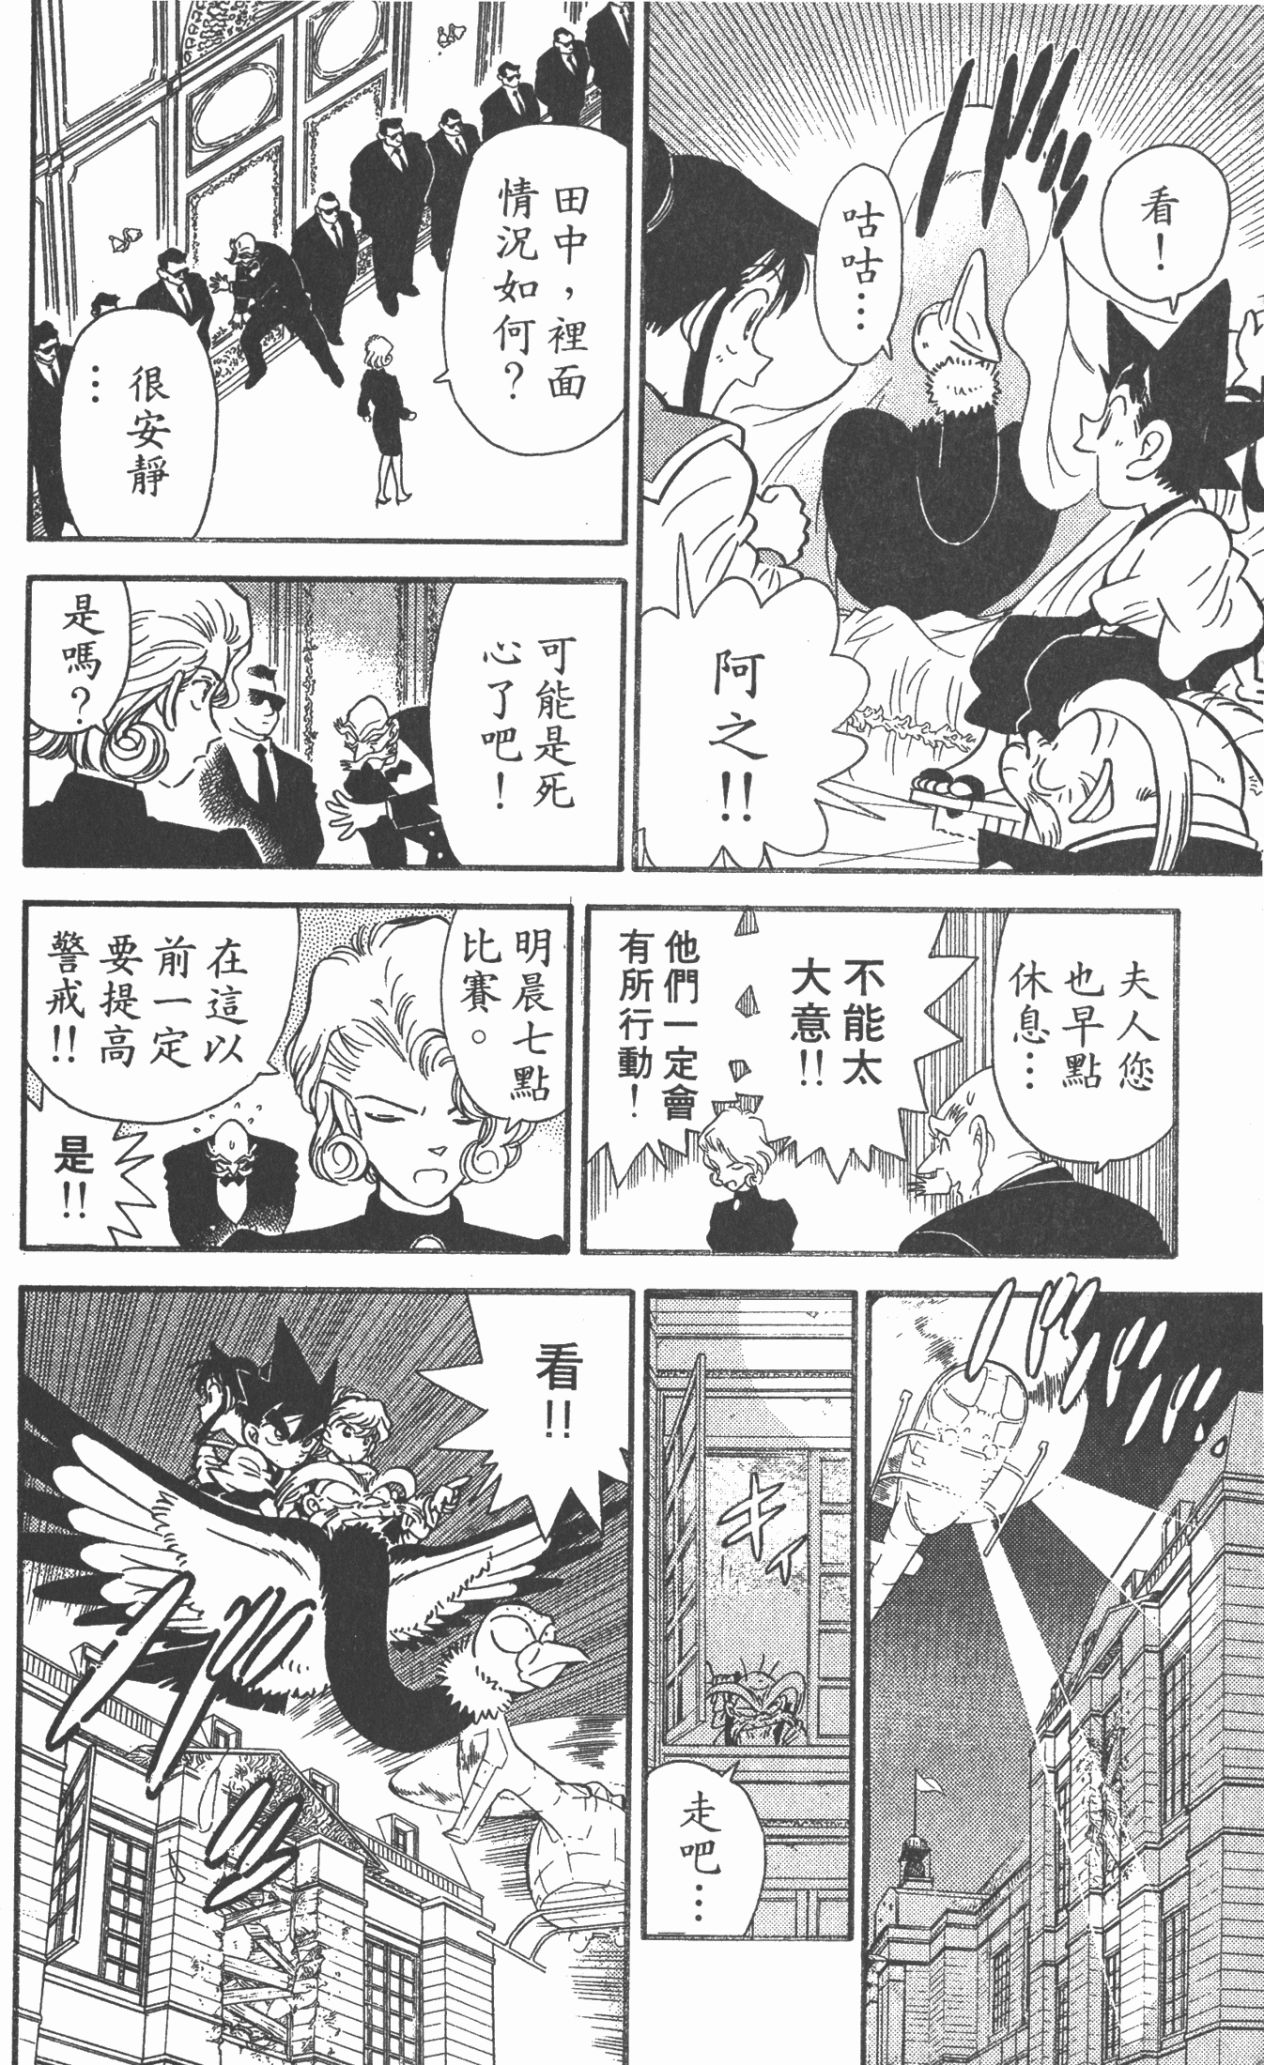 看！
咕咕…
阿之！！
田中，裡面
情況如何？
很安靜
…
可能是死
心了吧！
是嗎？
夫人您
也早點
休息…
不能太
大意！！
他們一定會
有所行動！
明晨七點
比賽。
在這以
前一定
要提高
警戒！！
是！！
キィ
走吧…
看！！